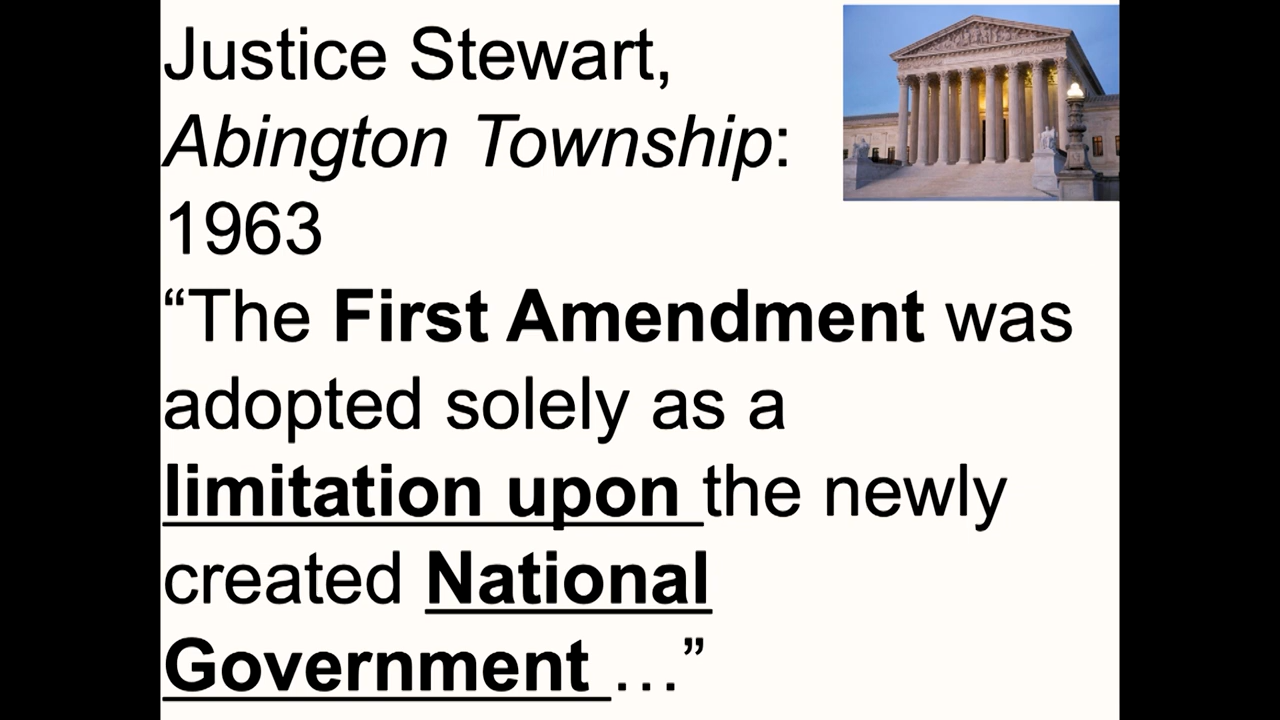 Justice Stewart,
Abington Township:
1963
“The First Amendment was
adopted solely as a
limitation upon the newly
created National
Government …”